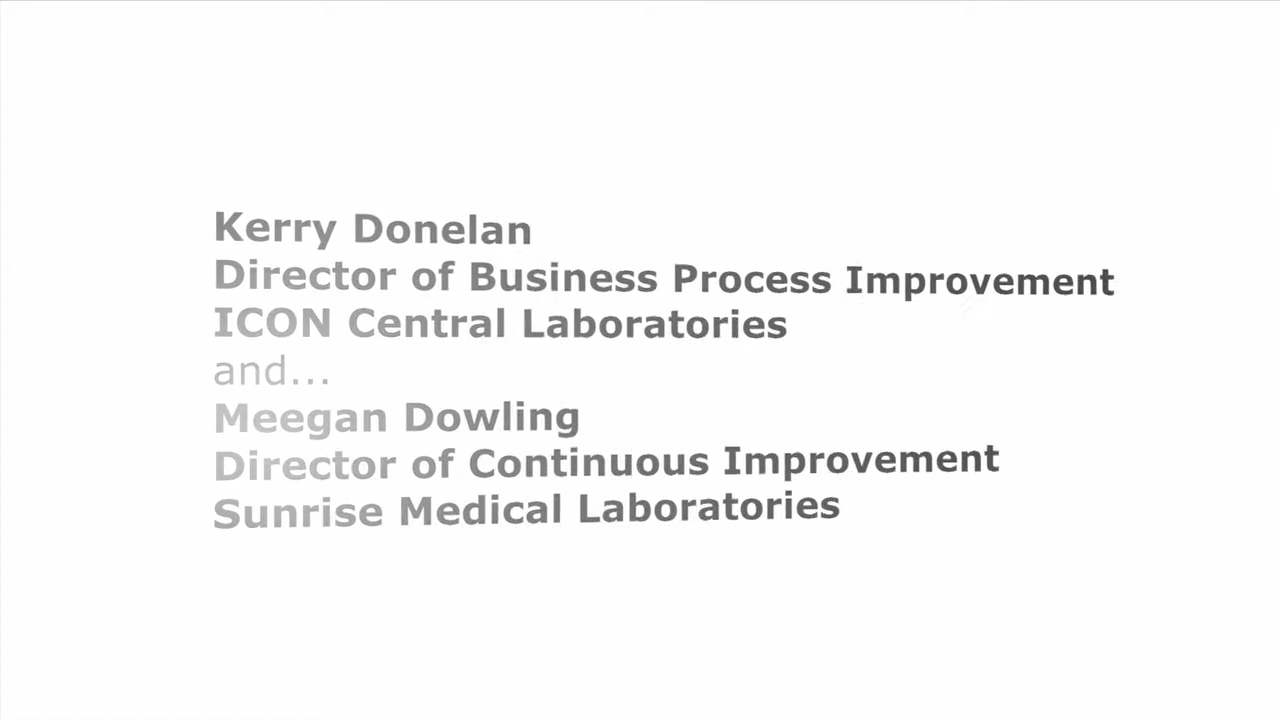 Kerry Donelan
Director of Business Process Improvement
ICON Central Laboratories
and...
Meegan Dowling
Director of Continuous Improvement
Sunrise Medical Laboratories